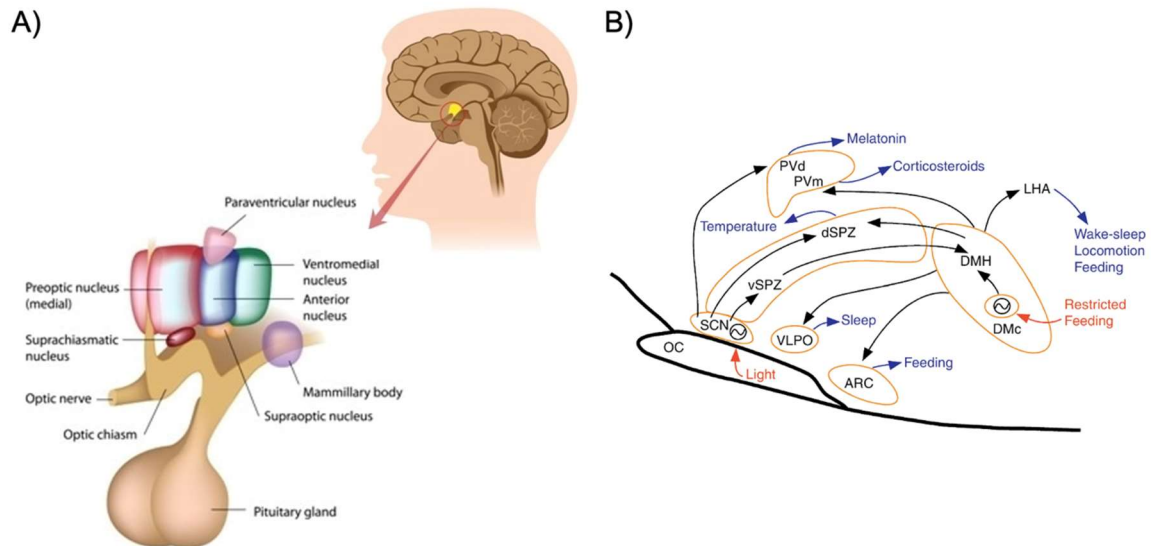 A)
Paraventricular nucleus
Ventromedial
nucleus
Anterior
nucleus
Preoptic nucleus
(medial)
Suprachiasmatic
nucleus
Mammillary body
Optic nerve
Supraoptic nucleus
Optic chiasm
Pituitary gland
B)
Melatonin
PVd
PVm
Corticosteroids
LHA
Temperature
dSPZ
Wake-sleep
Locomotion
Feeding
DMH
vSPZ
Restricted
Feeding
DMc
SCN
Sleep
VLPO
OC
Light
Feeding
ARC